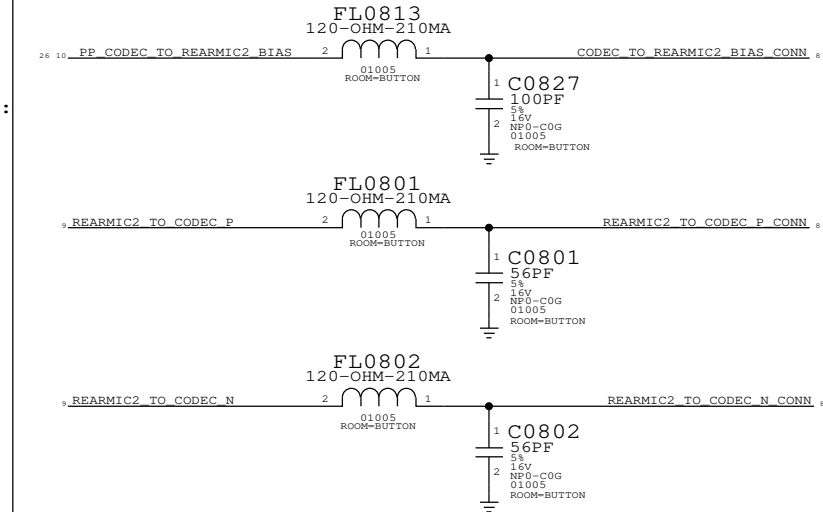 FL0813
120-OHM-210MA
26 10 PP_CODEC_TO_REARMIC2_BIAS 2 1 CODEC_TO_REARMIC2_BIAS_CONN 8
01005
ROOM=BUTTON
1 C0827
100PF
5%
16V
2 NP0-C0G
01005
ROOM=BUTTON
:
FL0801
120-OHM-210MA
9 REARMIC2_TO_CODEC_P 2 1 REARMIC2_TO_CODEC_P_CONN 8
01005
ROOM=BUTTON
1 C0801
56PF
5%
16V
2 NP0-C0G
01005
ROOM=BUTTON
FL0802
120-OHM-210MA
9 REARMIC2_TO_CODEC_N 2 1 REARMIC2_TO_CODEC_N_CONN 8
01005
ROOM=BUTTON
1 C0802
56PF
5%
16V
2 NP0-C0G
01005
ROOM=BUTTON